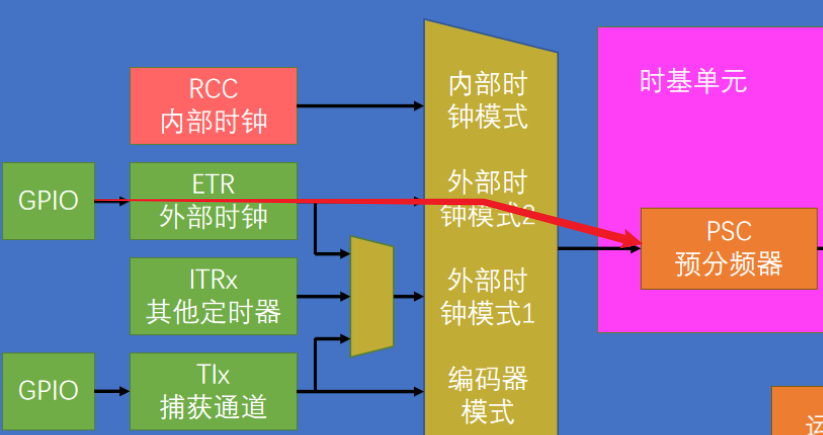 RCC
内部时钟
GPIO
ETR
外部时钟
ITRx
其他定时器
GPIO
TIx
捕获通道
内部时
钟模式
外部时
钟模式2
外部时
钟模式1
编码器
模式
时基单元
PSC
预分频器
运